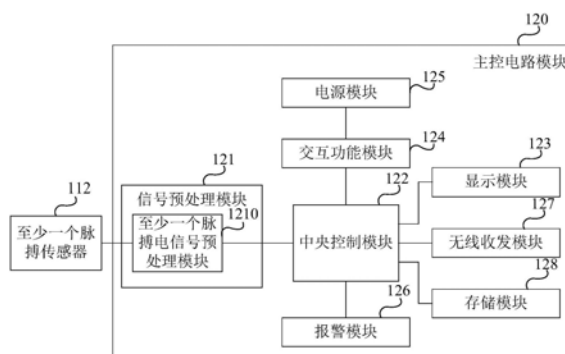 120
主控电路模块
电源模块
125
交互功能模块
124
121
信号预处理模块
至少一个脉
搏电信号预
处理模块
1210
112
至少一个脉
搏传感器
122
中央控制模块
123
显示模块
127
无线收发模块
128
存储模块
126
报警模块